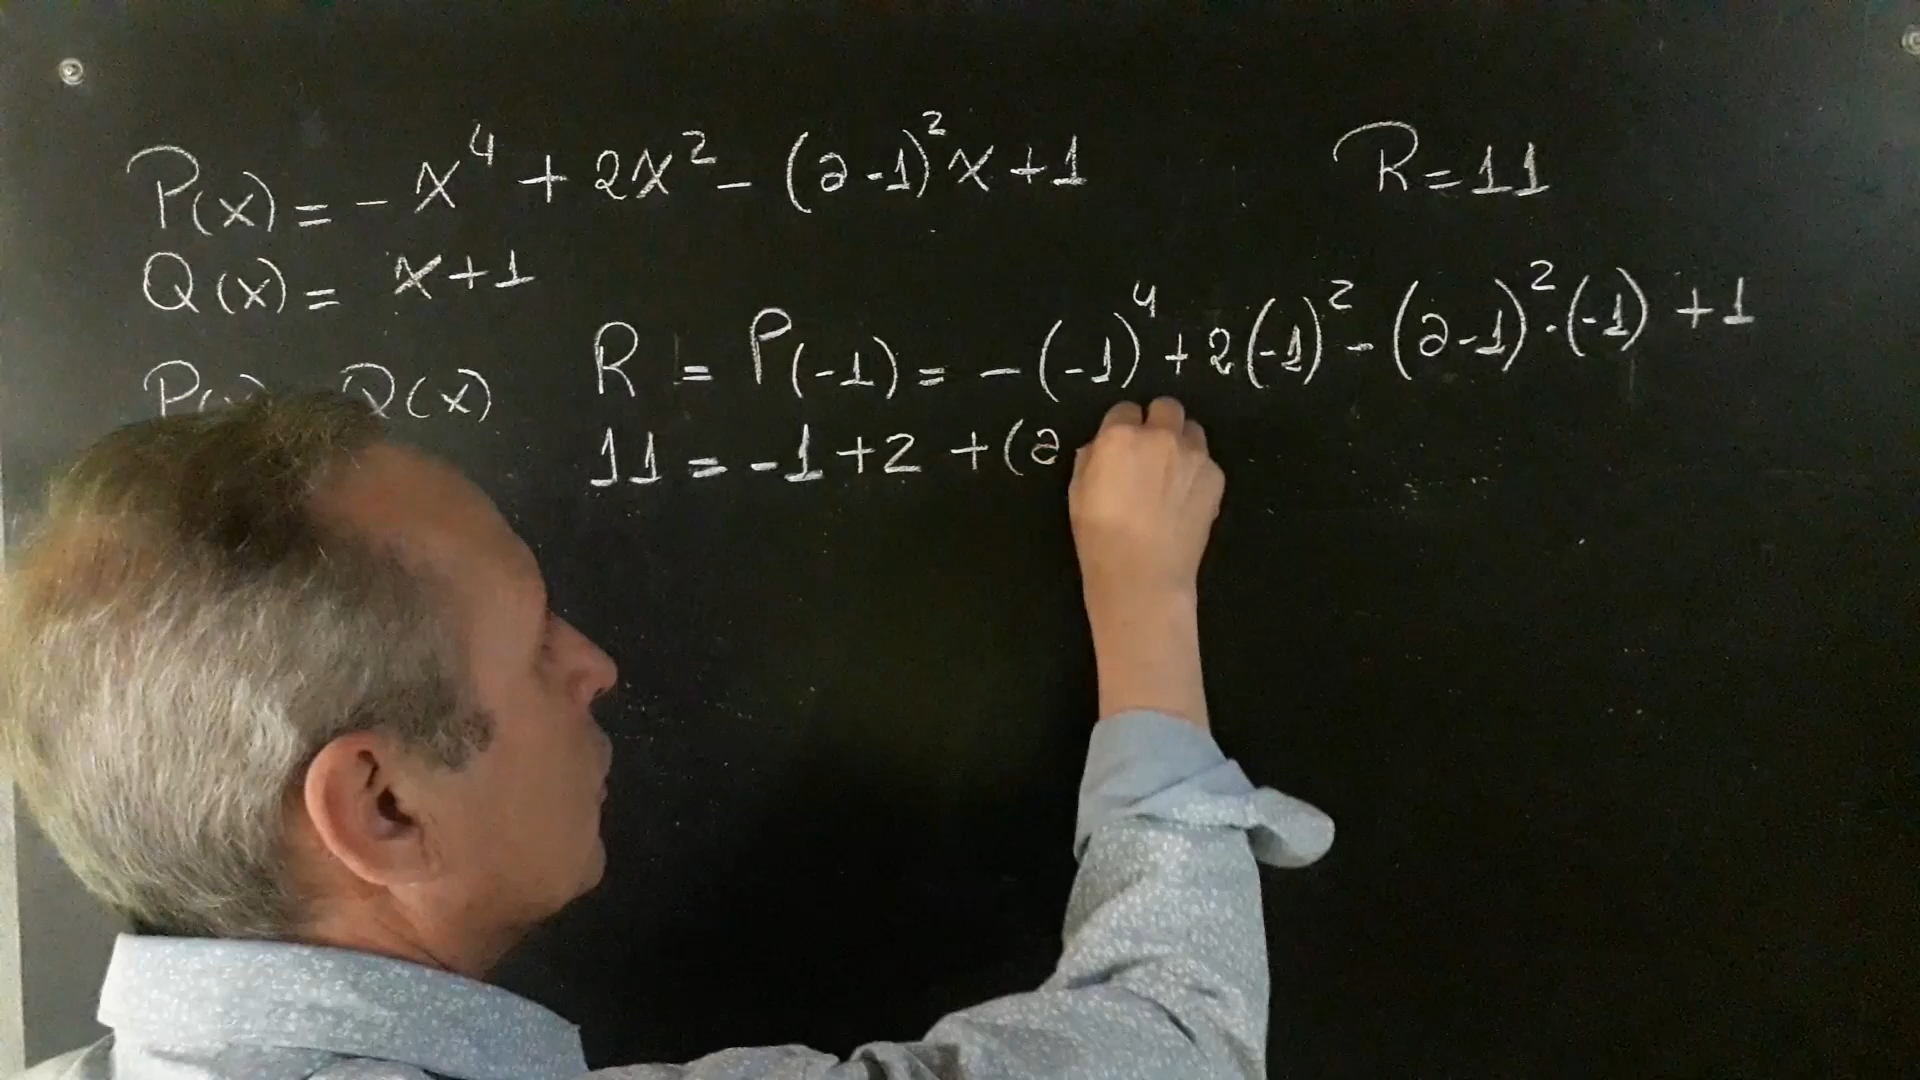 P(x) = - x⁴ + 2x² - (a-1)²x + 1
R = 11
Q(x) = x+1
R = P(-1) = - (-1)⁴ + 2(-1)² - (a-1)²·(-1) + 1
P(x) Q(x)
11 = -1 + 2 + (a